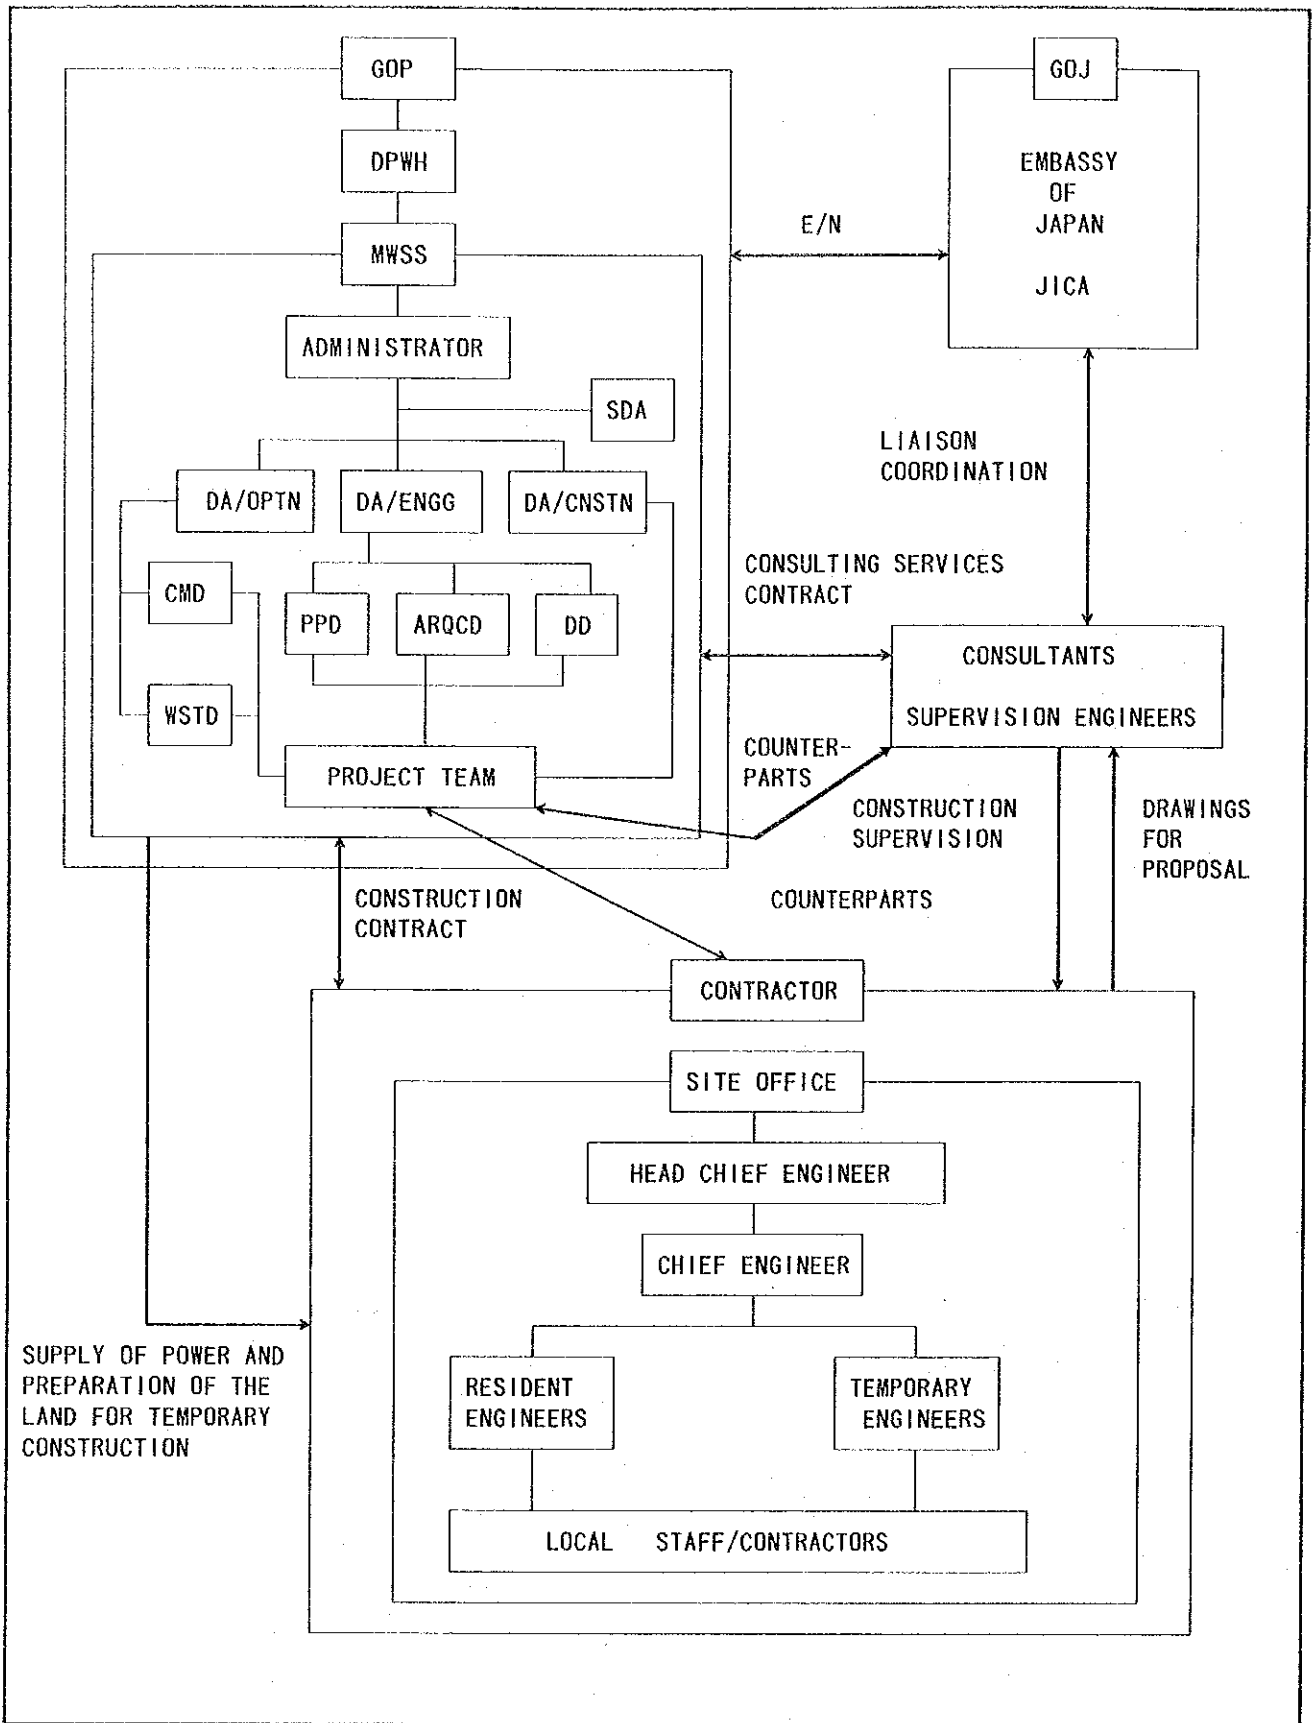 GOP
GOJ
DPWH
EMBASSY
OF
JAPAN
JICA
E/N
MWSS
ADMINISTRATOR
SDA
LIAISON
COORDINATION
DA/OPTN
DA/ENGG
DA/CNSTN
CONSULTING SERVICES
CONTRACT
CMD
PPD
ARQCD
DD
CONSULTANTS
SUPERVISION ENGINEERS
WSTD
PROJECT TEAM
COUNTER-
PARTS
CONSTRUCTION
SUPERVISION
DRAWINGS
FOR
PROPOSAL
CONSTRUCTION
CONTRACT
COUNTERPARTS
CONTRACTOR
SITE OFFICE
HEAD CHIEF ENGINEER
CHIEF ENGINEER
SUPPLY OF POWER AND
PREPARATION OF THE
LAND FOR TEMPORARY
CONSTRUCTION
RESIDENT
ENGINEERS
TEMPORARY
ENGINEERS
LOCAL STAFF/CONTRACTORS